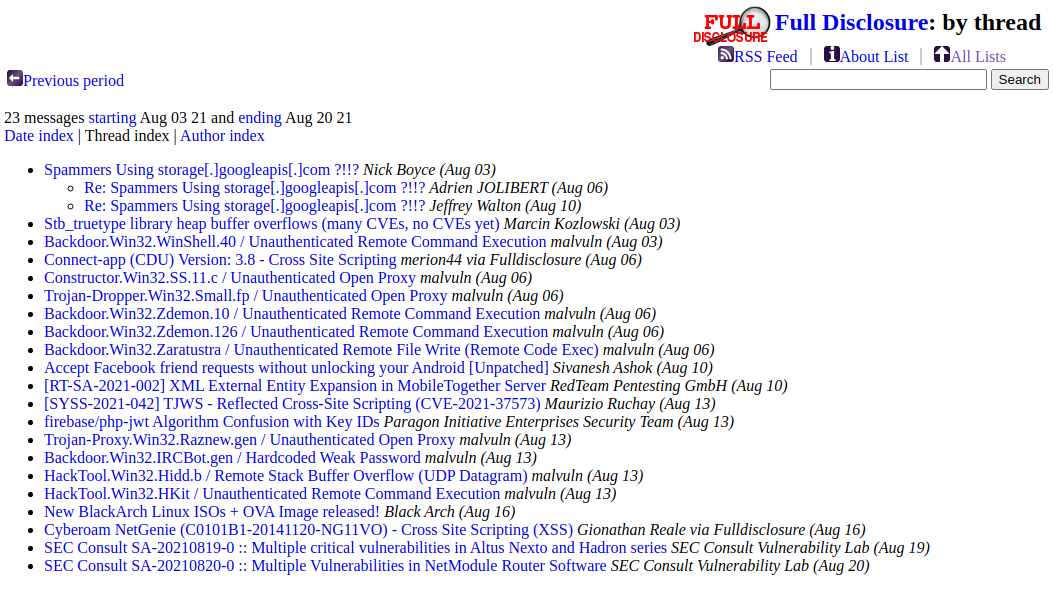 FULL DISCLOSURE Full Disclosure: by thread
RSS Feed | About List | All Lists
Previous period Search
23 messages starting Aug 03 21 and ending Aug 20 21
Date index | Thread index | Author index
Spammers Using storage[.]googleapis[.]com ?!!? Nick Boyce (Aug 03)
Re: Spammers Using storage[.]googleapis[.]com ?!!? Adrien JOLIBERT (Aug 06)
Re: Spammers Using storage[.]googleapis[.]com ?!!? Jeffrey Walton (Aug 10)
Stb_truetype library heap buffer overflows (many CVEs, no CVEs yet) Marcin Kozlowski (Aug 03)
Backdoor.Win32.WinShell.40 / Unauthenticated Remote Command Execution malvuln (Aug 03)
Connect-app (CDU) Version: 3.8 - Cross Site Scripting merion44 via Fulldisclosure (Aug 06)
Constructor.Win32.SS.11.c / Unauthenticated Open Proxy malvuln (Aug 06)
Trojan-Dropper.Win32.Small.fp / Unauthenticated Open Proxy malvuln (Aug 06)
Backdoor.Win32.Zdemon.10 / Unauthenticated Remote Command Execution malvuln (Aug 06)
Backdoor.Win32.Zdemon.126 / Unauthenticated Remote Command Execution malvuln (Aug 06)
Backdoor.Win32.Zaratustra / Unauthenticated Remote File Write (Remote Code Exec) malvuln (Aug 06)
Accept Facebook friend requests without unlocking your Android [Unpatched] Sivanesh Ashok (Aug 10)
[RT-SA-2021-002] XML External Entity Expansion in MobileTogether Server RedTeam Pentesting GmbH (Aug 10)
[SYSS-2021-042] TJWS - Reflected Cross-Site Scripting (CVE-2021-37573) Maurizio Ruchay (Aug 13)
firebase/php-jwt Algorithm Confusion with Key IDs Paragon Initiative Enterprises Security Team (Aug 13)
Trojan-Proxy.Win32.Raznew.gen / Unauthenticated Open Proxy malvuln (Aug 13)
Backdoor.Win32.IRCBot.gen / Hardcoded Weak Password malvuln (Aug 13)
HackTool.Win32.Hidd.b / Remote Stack Buffer Overflow (UDP Datagram) malvuln (Aug 13)
HackTool.Win32.HKit / Unauthenticated Remote Command Execution malvuln (Aug 13)
New BlackArch Linux ISOs + OVA Image released! Black Arch (Aug 16)
Cyberoam NetGenie (C0101B1-20141120-NG11VO) - Cross Site Scripting (XSS) Gionathan Reale via Fulldisclosure (Aug 16)
SEC Consult SA-20210819-0 :: Multiple critical vulnerabilities in Altus Nexto and Hadron series SEC Consult Vulnerability Lab (Aug 19)
SEC Consult SA-20210820-0 :: Multiple Vulnerabilities in NetModule Router Software SEC Consult Vulnerability Lab (Aug 20)